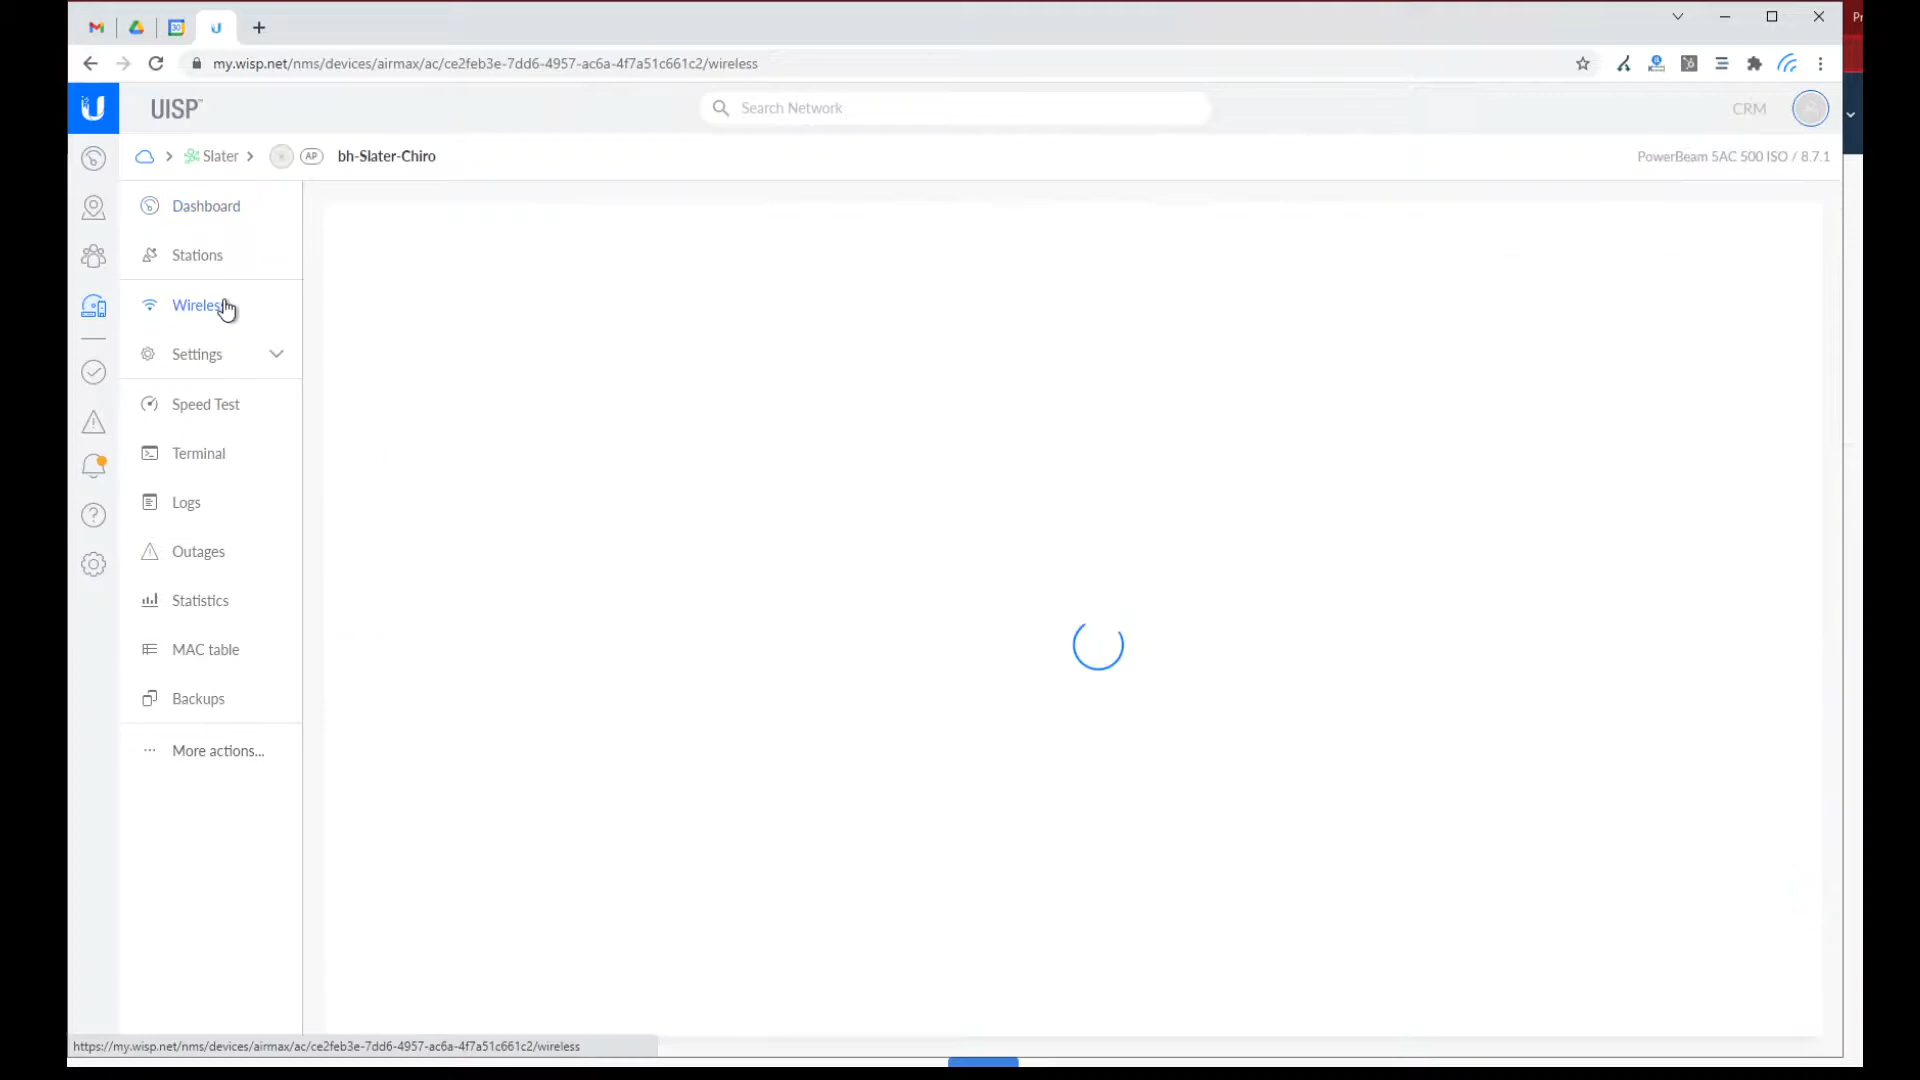 my.wisp.net/nms/devices/airmax/ac/ce2feb3e-7dd6-4957-ac6a-4f7a51c661c2/wireless
UISP
Search Network
CRM
Slater
AP
bh-Slater-Chiro
PowerBeam 5AC 500 ISO / 8.7.1
Dashboard
Stations
Wireless
Settings
Speed Test
Terminal
Logs
Outages
Statistics
MAC table
Backups
More actions...
https://my.wisp.net/nms/devices/airmax/ac/ce2feb3e-7dd6-4957-ac6a-4f7a51c661c2/wireless